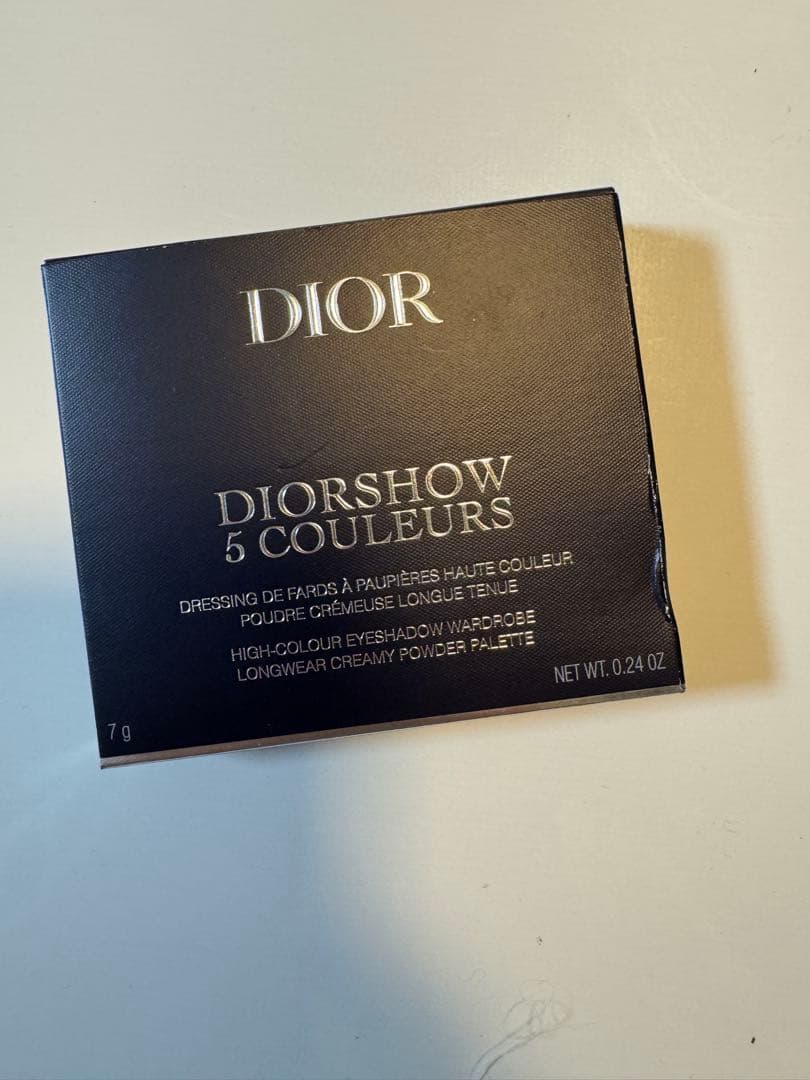 DIOR
DIORSHOW
5 COULEURS
DRESSING DE FARDS À PAUPIÈRES HAUTE COULEUR
POUDRE CRÉMEUSE LONGUE TENUE
HIGH-COLOUR EYESHADOW WARDROBE
LONGWEAR CREAMY POWDER PALETTE
7 g
NET WT. 0.24 OZ